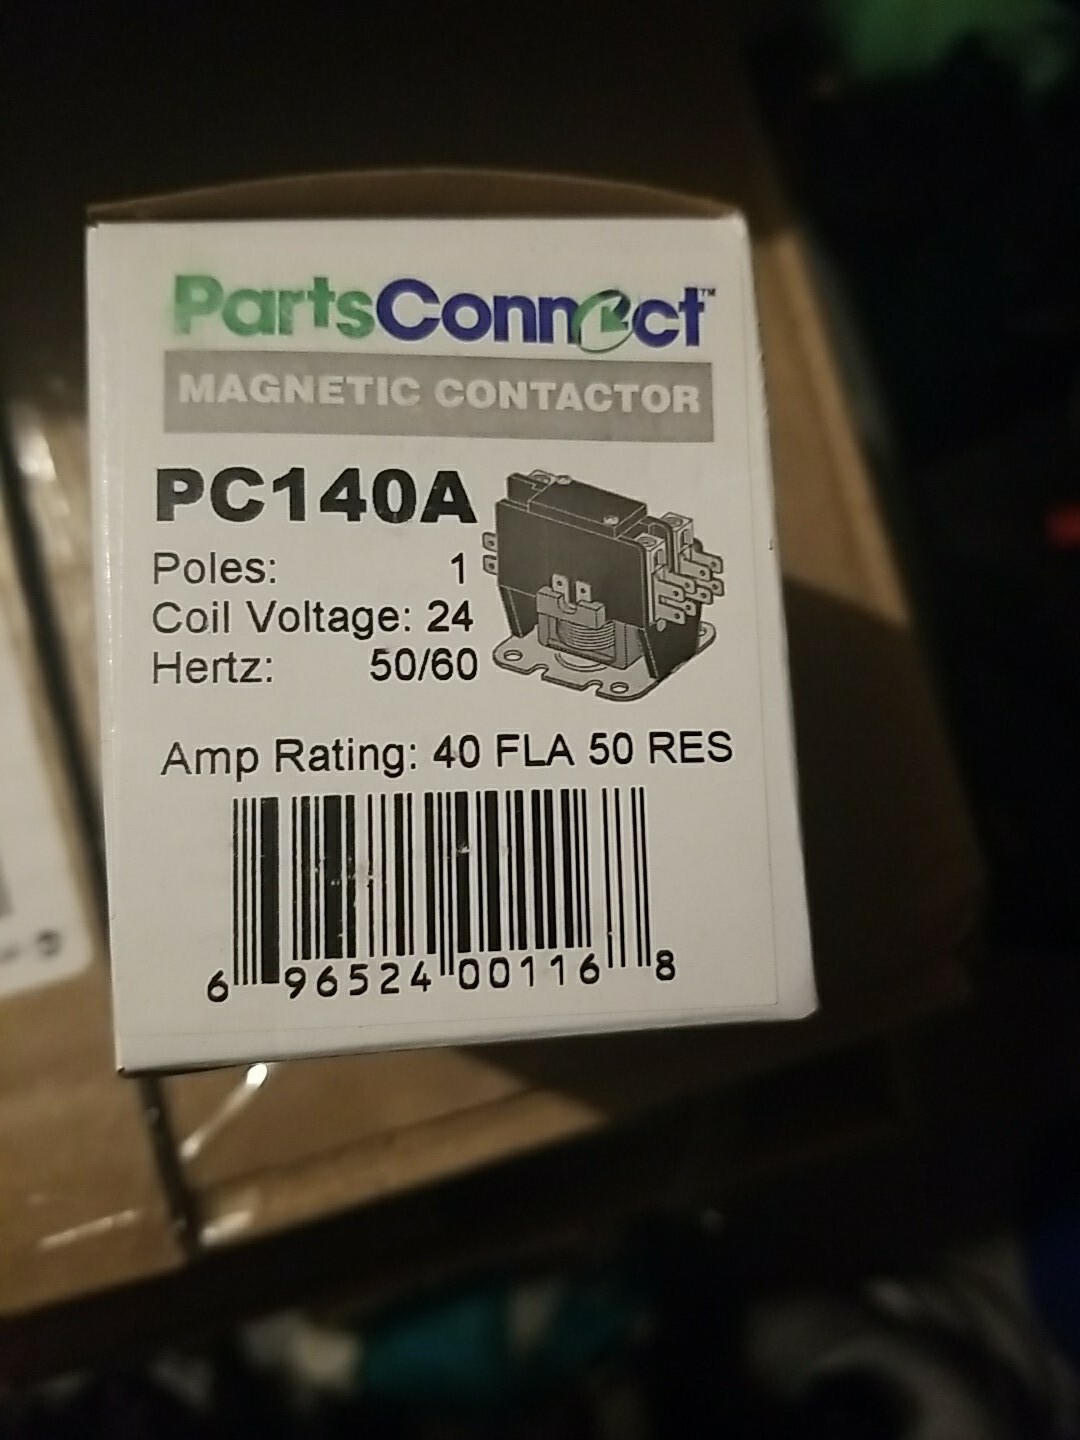 PartsConnect™
MAGNETIC CONTACTOR
PC140A
Poles: 1
Coil Voltage: 24
Hertz: 50/60
Amp Rating: 40 FLA 50 RES
6 96524 00116 8